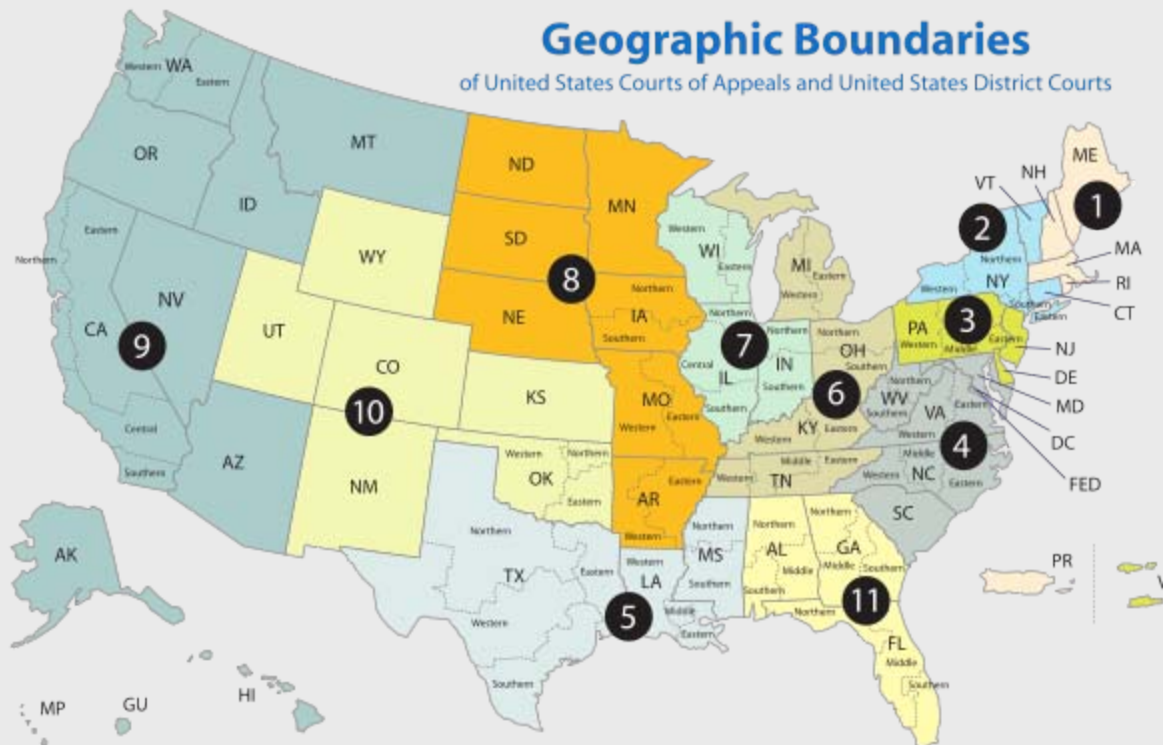 Geographic Boundaries
of United States Courts of Appeals and United States District Courts
Western WA
Eastern
OR
MT
ID
ND
MN
ME
NH
VT
1
2
WY
SD
8
NE
WI
Western
Eastern
MI
Eastern
Western
Northern
NY
Western
Southern
Eastern
MA
RI
CT
Eastern
Northern
NV
CA
9
UT
CO
10
KS
Northern
IA
Southern
MO
Eastern
Western
Northern
7
Central
IL
Southern
Northern
IN
Southern
Northern
OH
Southern
6
PA
3
Western
Middle
Eastern
NJ
DE
MD
DC
FED
Central
Southern
AZ
NM
Western
Northern
OK
Eastern
AR
Eastern
Western
KY
Western
Eastern
Middle
Eastern
Western
TN
Northern
WV
Southern
VA
Eastern
Western
4
Middle
Western
NC
Eastern
SC
AK
Northern
TX
Eastern
Western
Southern
Western
LA
Middle
Eastern
5
Northern
MS
Southern
Northern
AL
Middle
Southern
Northern
GA
Middle
Southern
11
Northern
FL
Middle
Southern
PR
MP
GU
HI